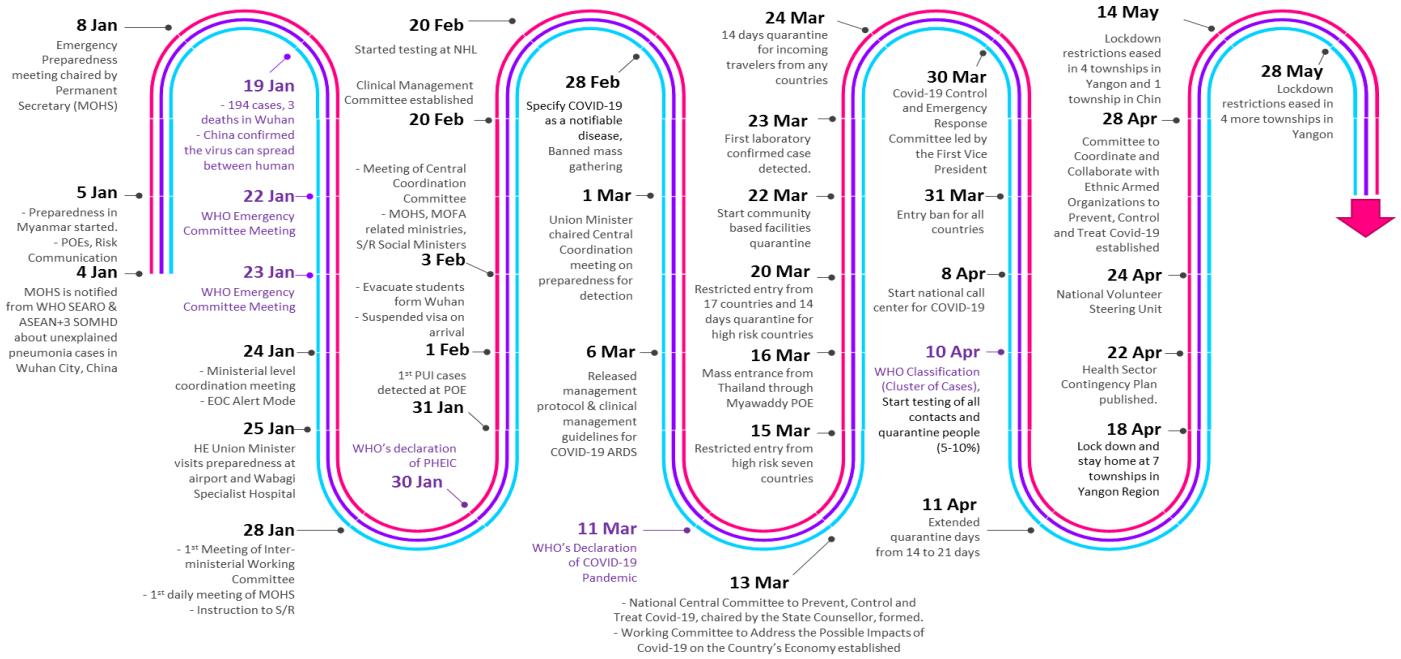 8 Jan
Emergency
Preparedness
meeting chaired by
Permanent
Secretary (MOHS)
5 Jan
- Preparedness in
Myanmar started.
- POEs, Risk
Communication
4 Jan
MOHS is notified
from WHO SEARO &
ASEAN+3 SOMHD
about unexplained
pneumonia cases in
Wuhan City, China
19 Jan
- 194 cases, 3
deaths in Wuhan
- China confirmed
the virus can spread
between human
22 Jan
WHO Emergency
Committee Meeting
23 Jan
WHO Emergency
Committee Meeting
24 Jan
- Ministerial level
coordination meeting
- EOC Alert Mode
25 Jan
HE Union Minister
visits preparedness at
airport and Wabagi
Specialist Hospital
28 Jan
- 1st Meeting of Inter-
ministerial Working
Committee
- 1st daily meeting of MOHS
- Instruction to S/R
20 Feb
Started testing at NHL
Clinical Management
Committee established
20 Feb
- Meeting of Central
Coordination
Committee
- MOHS, MOFA
related ministries,
S/R Social Ministers
3 Feb
- Evacuate students
form Wuhan
- Suspended visa on
arrival
1 Feb
1st PUI cases
detected at POE
31 Jan
WHO's declaration
of PHEIC
30 Jan
28 Feb
Specify COVID-19
as a notifiable
disease,
Banned mass
gathering
1 Mar
Union Minister
chaired Central
Coordination
meeting on
preparedness for
detection
6 Mar
Released
management
protocol & clinical
management
guidelines for
COVID-19 ARDS
11 Mar
WHO's Declaration
of COVID-19
Pandemic
13 Mar
- National Central Committee to Prevent, Control and
Treat Covid-19, chaired by the State Counsellor, formed.
- Working Committee to Address the Possible Impacts of
Covid-19 on the Country's Economy established
24 Mar
14 days quarantine
for incoming
travelers from any
countries
23 Mar
First laboratory
confirmed case
detected.
22 Mar
Start community
based facilities
quarantine
20 Mar
Restricted entry from
17 countries and 14
days quarantine for
high risk countries
16 Mar
Mass entrance from
Thailand through
Myawaddy POE
15 Mar
Restricted entry from
high risk seven
countries
30 Mar
Covid-19 Control
and Emergency
Response
Committee led by
the First Vice
President
31 Mar
Entry ban for all
countries
8 Apr
Start national call
center for COVID-19
10 Apr
WHO Classification
(Cluster of Cases),
Start testing of all
contacts and
quarantine people
(5-10%)
11 Apr
Extended
quarantine days
from 14 to 21 days
14 May
Lockdown
restrictions eased
in 4 townships in
Yangon and 1
township in Chin
28 Apr
Committee to
Coordinate and
Collaborate with
Ethnic Armed
Organizations to
Prevent, Control
and Treat Covid-19
established
24 Apr
National Volunteer
Steering Unit
22 Apr
Health Sector
Contingency Plan
published.
18 Apr
Lock down and
stay home at 7
townships in
Yangon Region
28 May
Lockdown
restrictions eased in
4 more townships in
Yangon